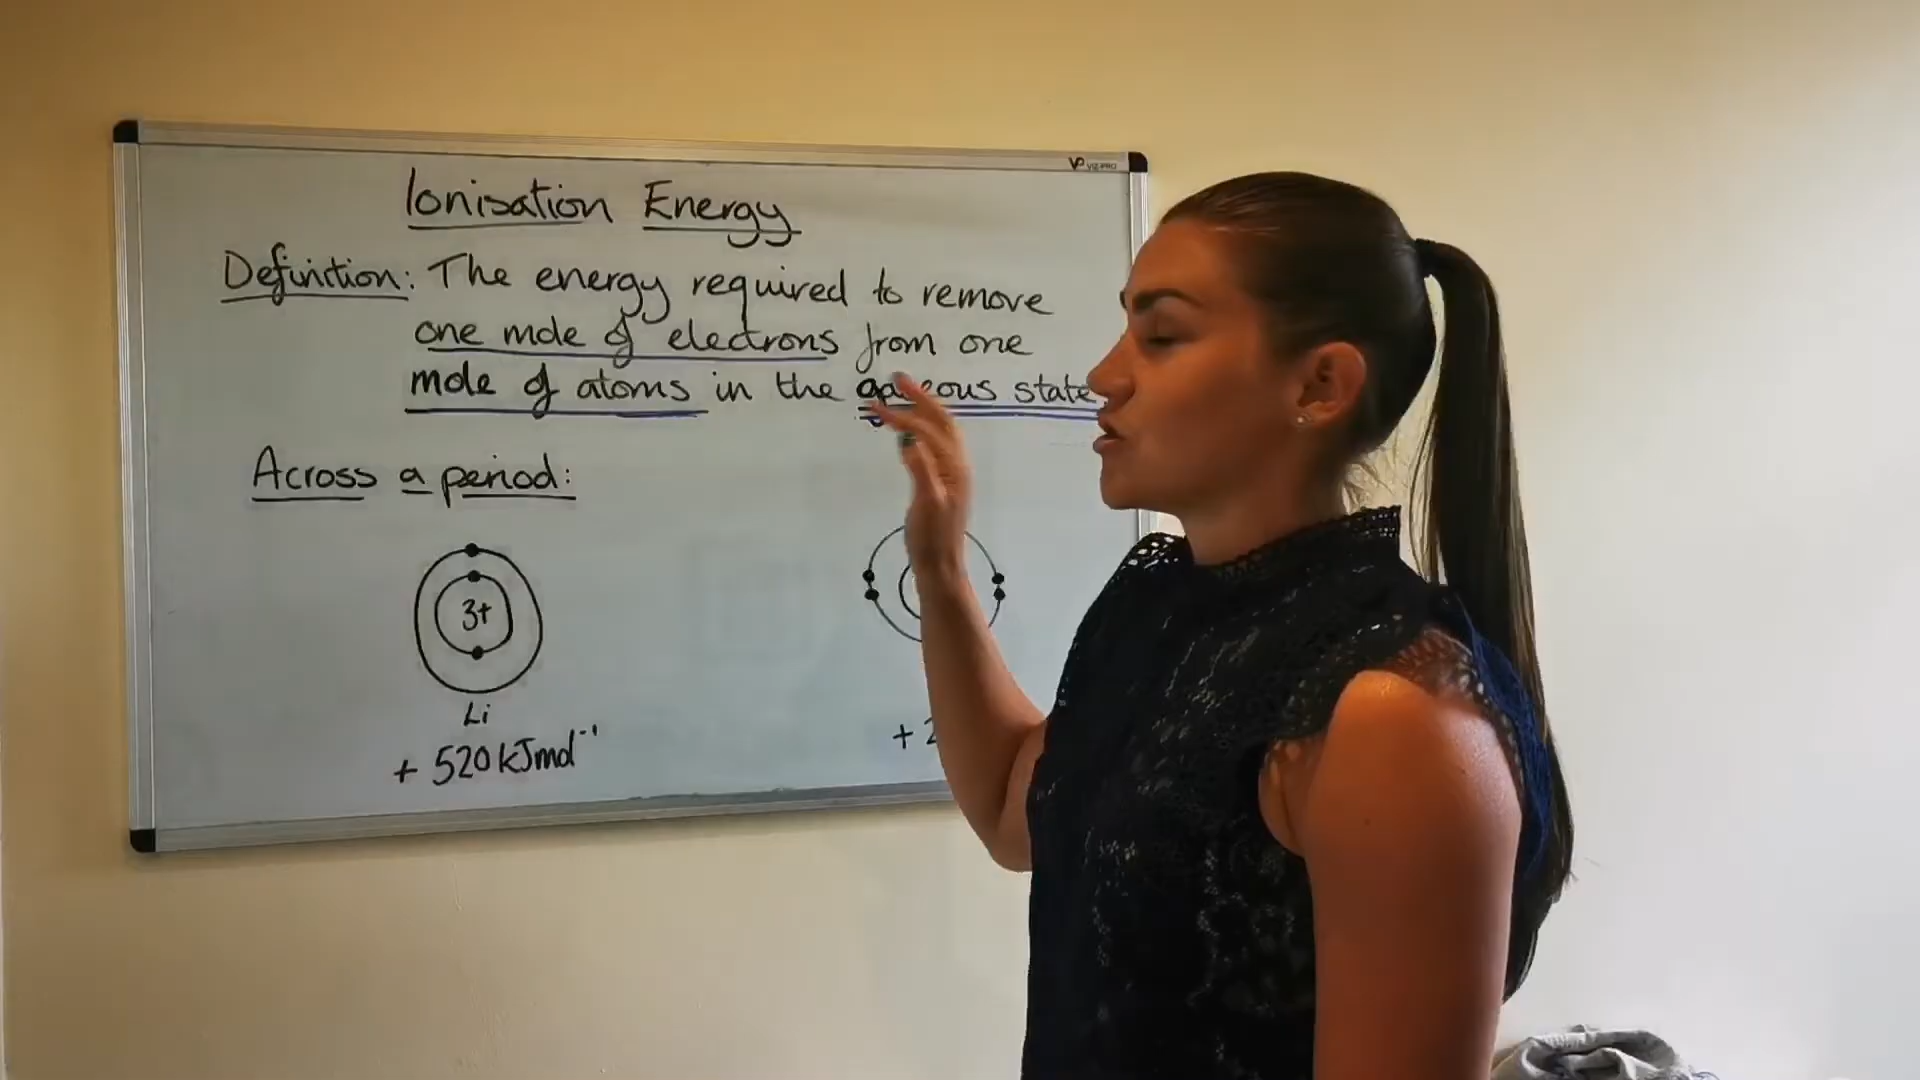 VIZ-PRO
Ionisation Energy
Definition: The energy required to remove
one mole of electrons from one
mole of atoms in the gaseous state
Across a period:
3+
Li
+ 520 kJmol⁻¹
+ 2